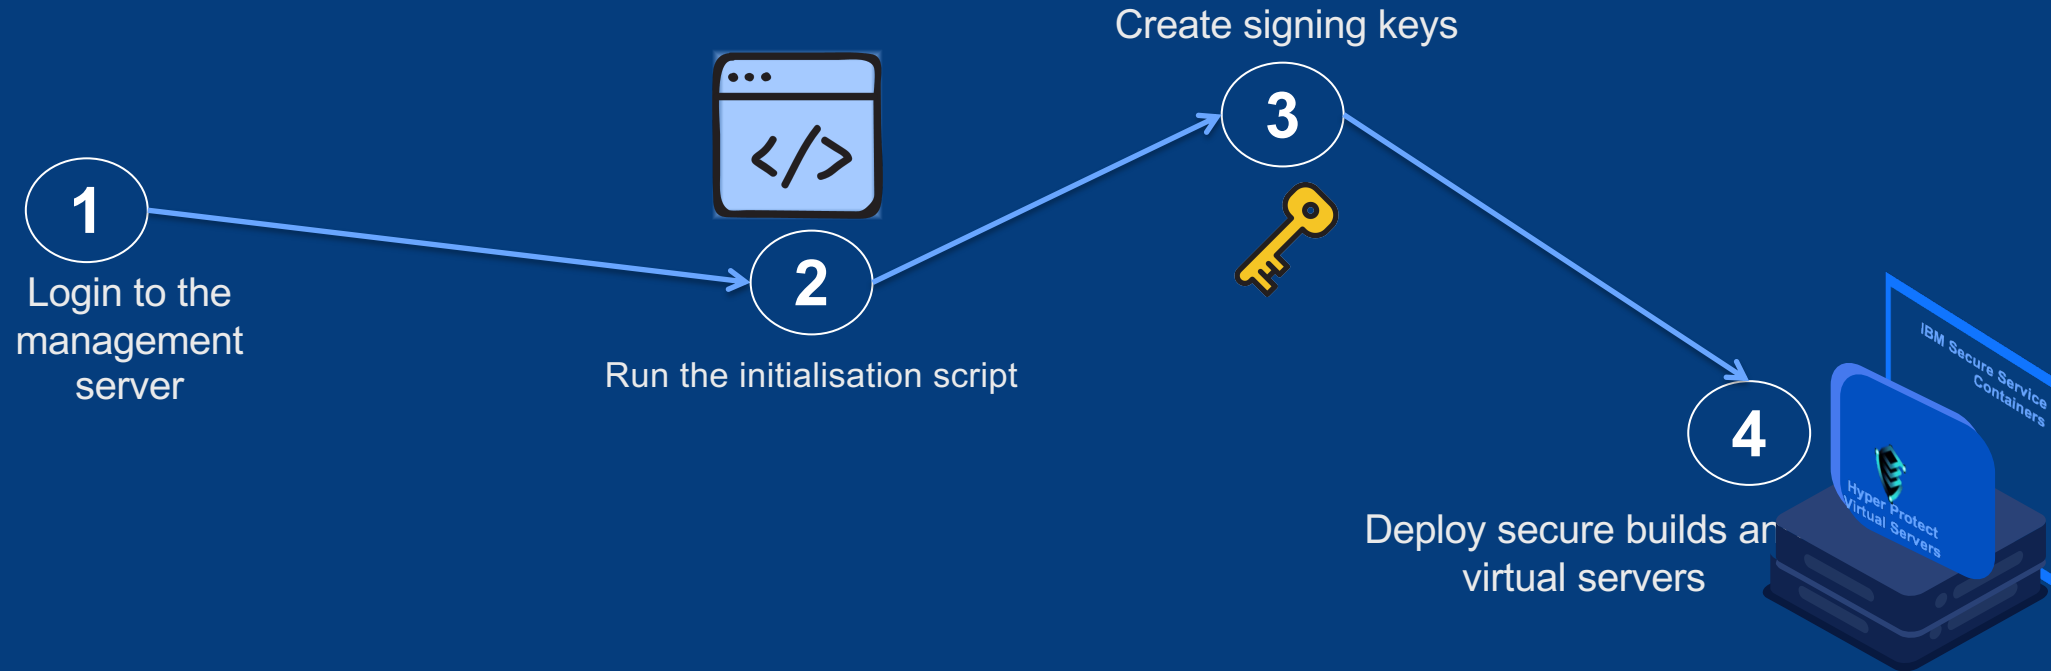 Create signing keys
3
1
2
Login to the
management
server
Run the initialisation script
4
IBM Secure Service
Containers
Hyper Protect
Virtual Servers
Deploy secure builds an
virtual servers